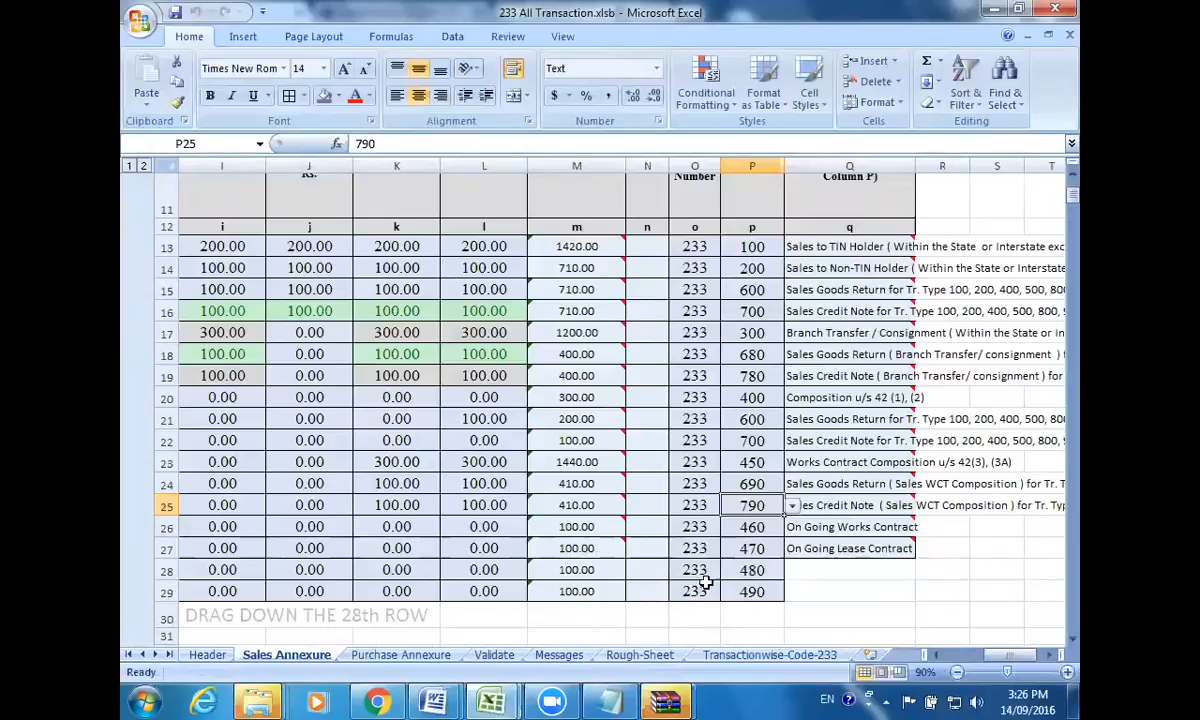 233 All Transaction.xlsb - Microsoft Excel
Home Insert Page Layout Formulas Data Review View
Paste Times New Rom 14 A A Text Conditional Formatting Format as Table Cell Styles Insert Delete Format Sort & Filter Find & Select
B I U $ % ,
Clipboard Font Alignment Number Styles Cells Editing
P25 fx 790
1 2 I J K L M N O P Q R S T
Rs. Number Column P)
11
12 i j k l m n o p q
13 200.00 200.00 200.00 200.00 1420.00 233 100 Sales to TIN Holder ( Within the State or Interstate exc
14 100.00 100.00 100.00 100.00 710.00 233 200 Sales to Non-TIN Holder ( Within the State or Interstate
15 100.00 100.00 100.00 100.00 710.00 233 600 Sales Goods Return for Tr. Type 100, 200, 400, 500, 800,
16 100.00 100.00 100.00 100.00 710.00 233 700 Sales Credit Note for Tr. Type 100, 200, 400, 500, 800,
17 300.00 0.00 300.00 300.00 1200.00 233 300 Branch Transfer / Consignment ( Within the State or In
18 100.00 0.00 100.00 100.00 400.00 233 680 Sales Goods Return ( Branch Transfer/ consignment ) f
19 100.00 0.00 100.00 100.00 400.00 233 780 Sales Credit Note ( Branch Transfer/ consignment ) for
20 0.00 0.00 0.00 0.00 300.00 233 400 Composition u/s 42 (1), (2)
21 0.00 0.00 0.00 100.00 200.00 233 600 Sales Goods Return for Tr. Type 100, 200, 400, 500, 800,
22 0.00 0.00 0.00 0.00 100.00 233 700 Sales Credit Note for Tr. Type 100, 200, 400, 500, 800,
23 0.00 0.00 300.00 300.00 1440.00 233 450 Works Contract Composition u/s 42(3), (3A)
24 0.00 0.00 100.00 100.00 410.00 233 690 Sales Goods Return ( Sales WCT Composition ) for Tr. T
25 0.00 0.00 100.00 100.00 410.00 233 790 es Credit Note ( Sales WCT Composition ) for Tr. Typ
26 0.00 0.00 0.00 0.00 100.00 233 460 On Going Works Contract
27 0.00 0.00 0.00 0.00 100.00 233 470 On Going Lease Contract
28 0.00 0.00 0.00 0.00 100.00 233 480
29 0.00 0.00 0.00 0.00 100.00 233 490
30 DRAG DOWN THE 28th ROW
31
Header Sales Annexure Purchase Annexure Validate Messages Rough-Sheet Transactionwise-Code-233
Ready 90%
EN 3:26 PM
14/09/2016